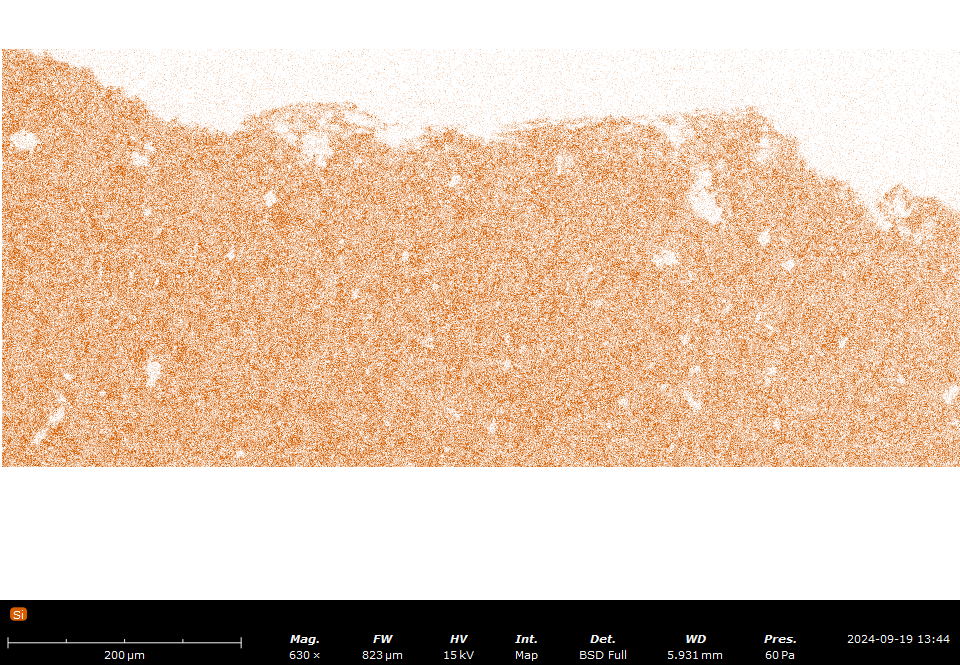 Si
Mag. FW HV Int. Det. WD Pres. 2024-09-19 13:44
200 µm 630 × 823 µm 15 kV Map BSD Full 5.931 mm 60 Pa